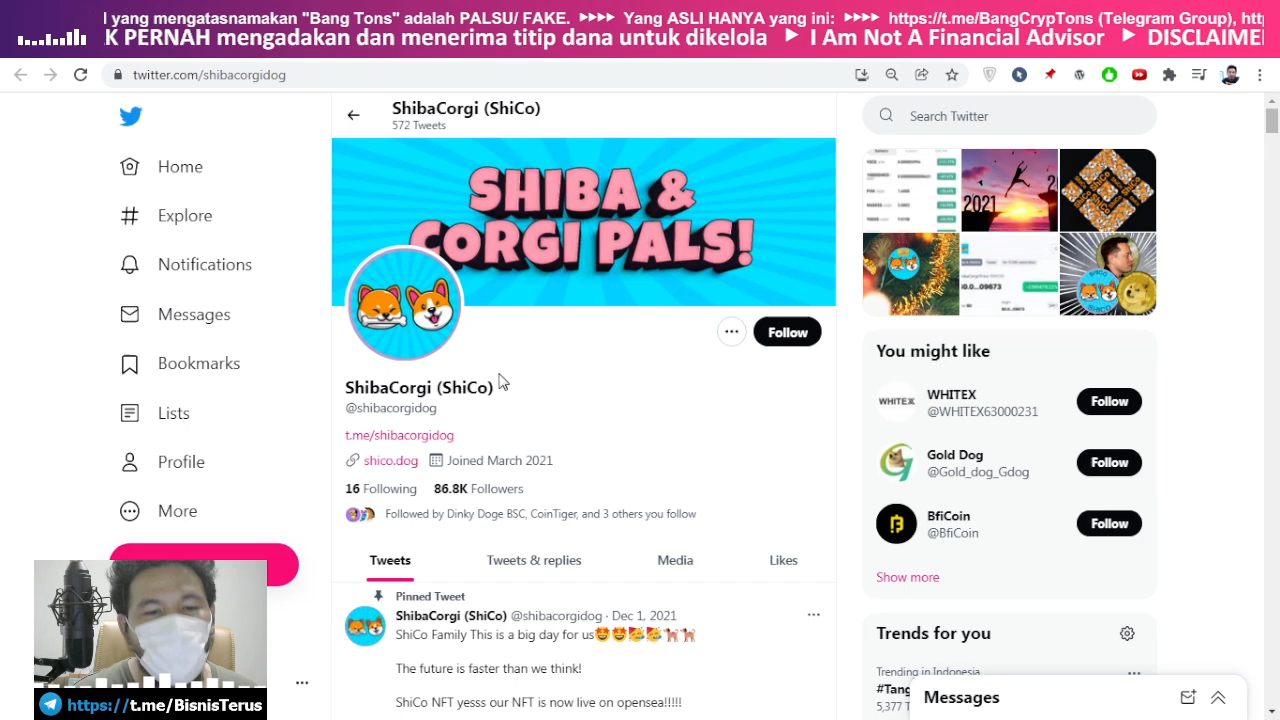 I yang mengatasnamakan "Bang Tons" adalah PALSU/ FAKE. Yang ASLI HANYA yang ini: https://t.me/BangCrypTons (Telegram Group),
K PERNAH mengadakan dan menerima titip dana untuk dikelola I Am Not A Financial Advisor DISCLAIME
twitter.com/shibacorgidog
ShibaCorgi (ShiCo)
572 Tweets
Search Twitter
Home
Explore
Notifications
Messages
Bookmarks
Lists
Profile
More
SHIBA &
CORGI PALS!
Follow
ShibaCorgi (ShiCo)
@shibacorgidog
t.me/shibacorgidog
shico.dog Joined March 2021
16 Following 86.8K Followers
Followed by Dinky Doge BSC, CoinTiger, and 3 others you follow
Tweets Tweets & replies Media Likes
Pinned Tweet
ShibaCorgi (ShiCo) @shibacorgidog · Dec 1, 2021
ShiCo Family This is a big day for us🤩🤩🥳🥳🐕🐕
The future is faster than we think!
ShiCo NFT yesss our NFT is now live on opensea!!!!!
2021
You might like
WHITEX
WHITEX
@WHITEX63000231
Follow
Gold Dog
@Gold_dog_Gdog
Follow
BfiCoin
@BfiCoin
Follow
Show more
Trends for you
Trending in Indonesia
#Tang
5,377 T
Messages
https://t.me/BisnisTerus